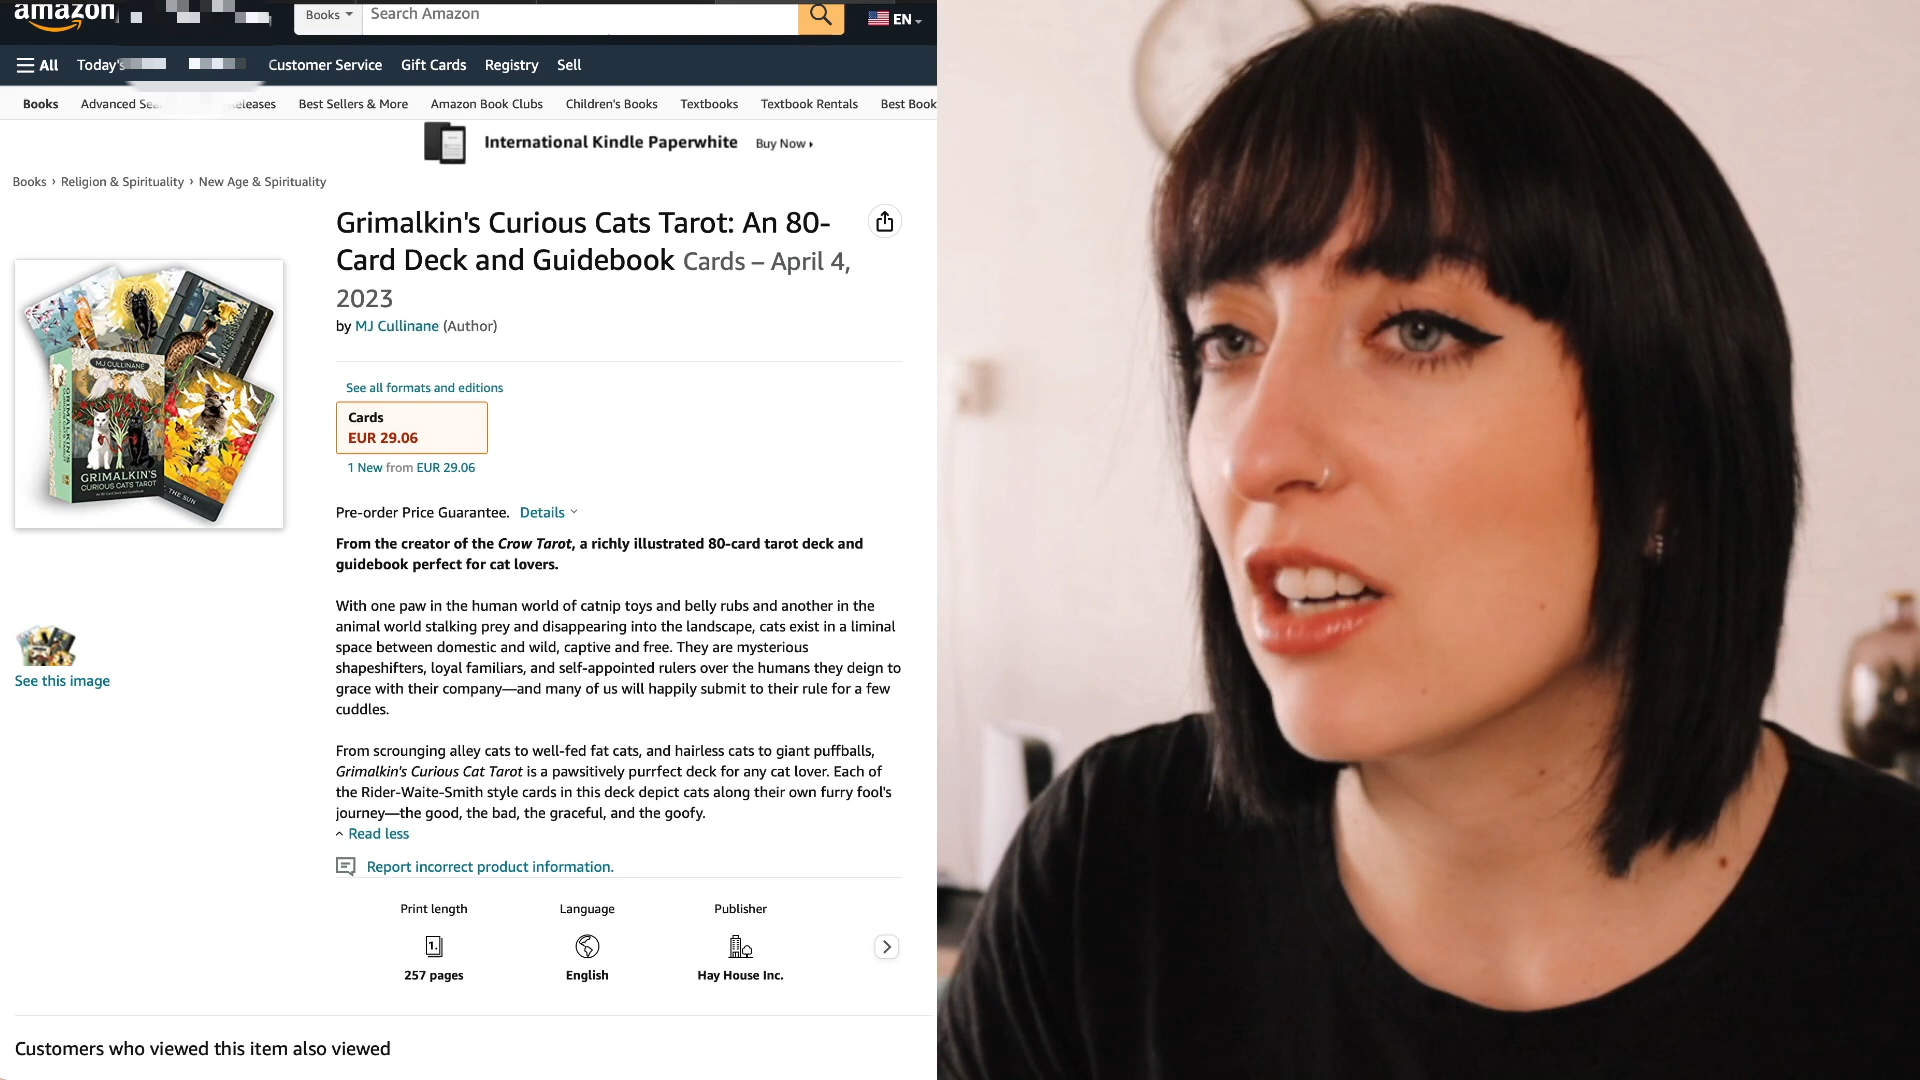 amazon
Books
Search Amazon
EN
All
Today's
Customer Service
Gift Cards
Registry
Sell
Books
Advanced
Best Sellers & More
Amazon Book Clubs
Children's Books
Textbooks
Textbook Rentals
Best Book
International Kindle Paperwhite
Buy Now
Books › Religion & Spirituality › New Age & Spirituality
Grimalkin's Curious Cats Tarot: An 80-
Card Deck and Guidebook Cards – April 4,
2023
by MJ Cullinane (Author)
See all formats and editions
Cards
EUR 29.06
1 New from EUR 29.06
Pre-order Price Guarantee. Details
From the creator of the Crow Tarot, a richly illustrated 80-card tarot deck and
guidebook perfect for cat lovers.
With one paw in the human world of catnip toys and belly rubs and another in the
animal world stalking prey and disappearing into the landscape, cats exist in a liminal
space between domestic and wild, captive and free. They are mysterious
shapeshifters, loyal familiars, and self-appointed rulers over the humans they deign to
grace with their company—and many of us will happily submit to their rule for a few
cuddles.
From scrounging alley cats to well-fed fat cats, and hairless cats to giant puffballs,
Grimalkin's Curious Cat Tarot is a pawsitively purrfect deck for any cat lover. Each of
the Rider-Waite-Smith style cards in this deck depict cats along their own furry fool's
journey—the good, the bad, the graceful, and the goofy.
Read less
Report incorrect product information.
Print length
Language
Publisher
1.
257 pages
English
Hay House Inc.
MJ CULLINANE
GRIMALKIN'S
CURIOUS CATS TAROT
THE SUN
See this image
Customers who viewed this item also viewed